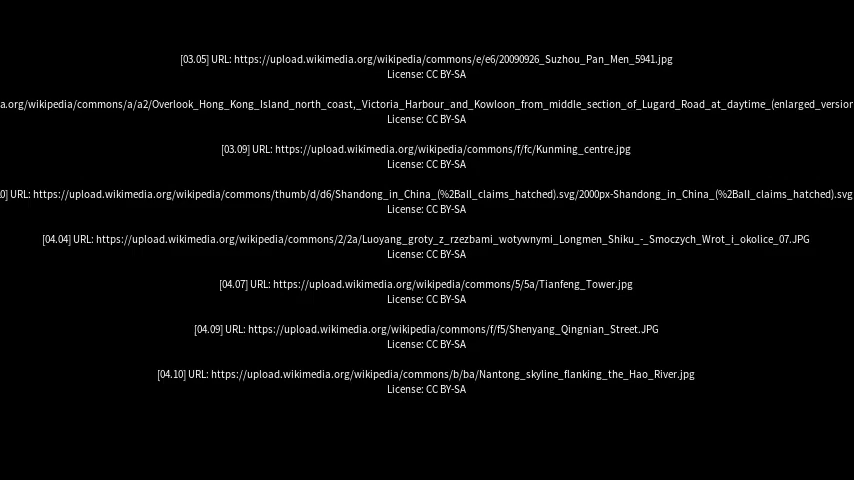 [03.05] URL: https://upload.wikimedia.org/wikipedia/commons/e/e6/20090926_Suzhou_Pan_Men_5941.jpg
License: CC BY-SA
a.org/wikipedia/commons/a/a2/Overlook_Hong_Kong_Island_north_coast,_Victoria_Harbour_and_Kowloon_from_middle_section_of_Lugard_Road_at_daytime_(enlarged_version
License: CC BY-SA
[03.09] URL: https://upload.wikimedia.org/wikipedia/commons/f/fc/Kunming_centre.jpg
License: CC BY-SA
0] URL: https://upload.wikimedia.org/wikipedia/commons/thumb/d/d6/Shandong_in_China_(%2Ball_claims_hatched).svg/2000px-Shandong_in_China_(%2Ball_claims_hatched).svg
License: CC BY-SA
[04.04] URL: https://upload.wikimedia.org/wikipedia/commons/2/2a/Luoyang_groty_z_rzezbami_wotywnymi_Longmen_Shiku_-_Smoczych_Wrot_i_okolice_07.JPG
License: CC BY-SA
[04.07] URL: https://upload.wikimedia.org/wikipedia/commons/5/5a/Tianfeng_Tower.jpg
License: CC BY-SA
[04.09] URL: https://upload.wikimedia.org/wikipedia/commons/f/f5/Shenyang_Qingnian_Street.JPG
License: CC BY-SA
[04.10] URL: https://upload.wikimedia.org/wikipedia/commons/b/ba/Nantong_skyline_flanking_the_Hao_River.jpg
License: CC BY-SA